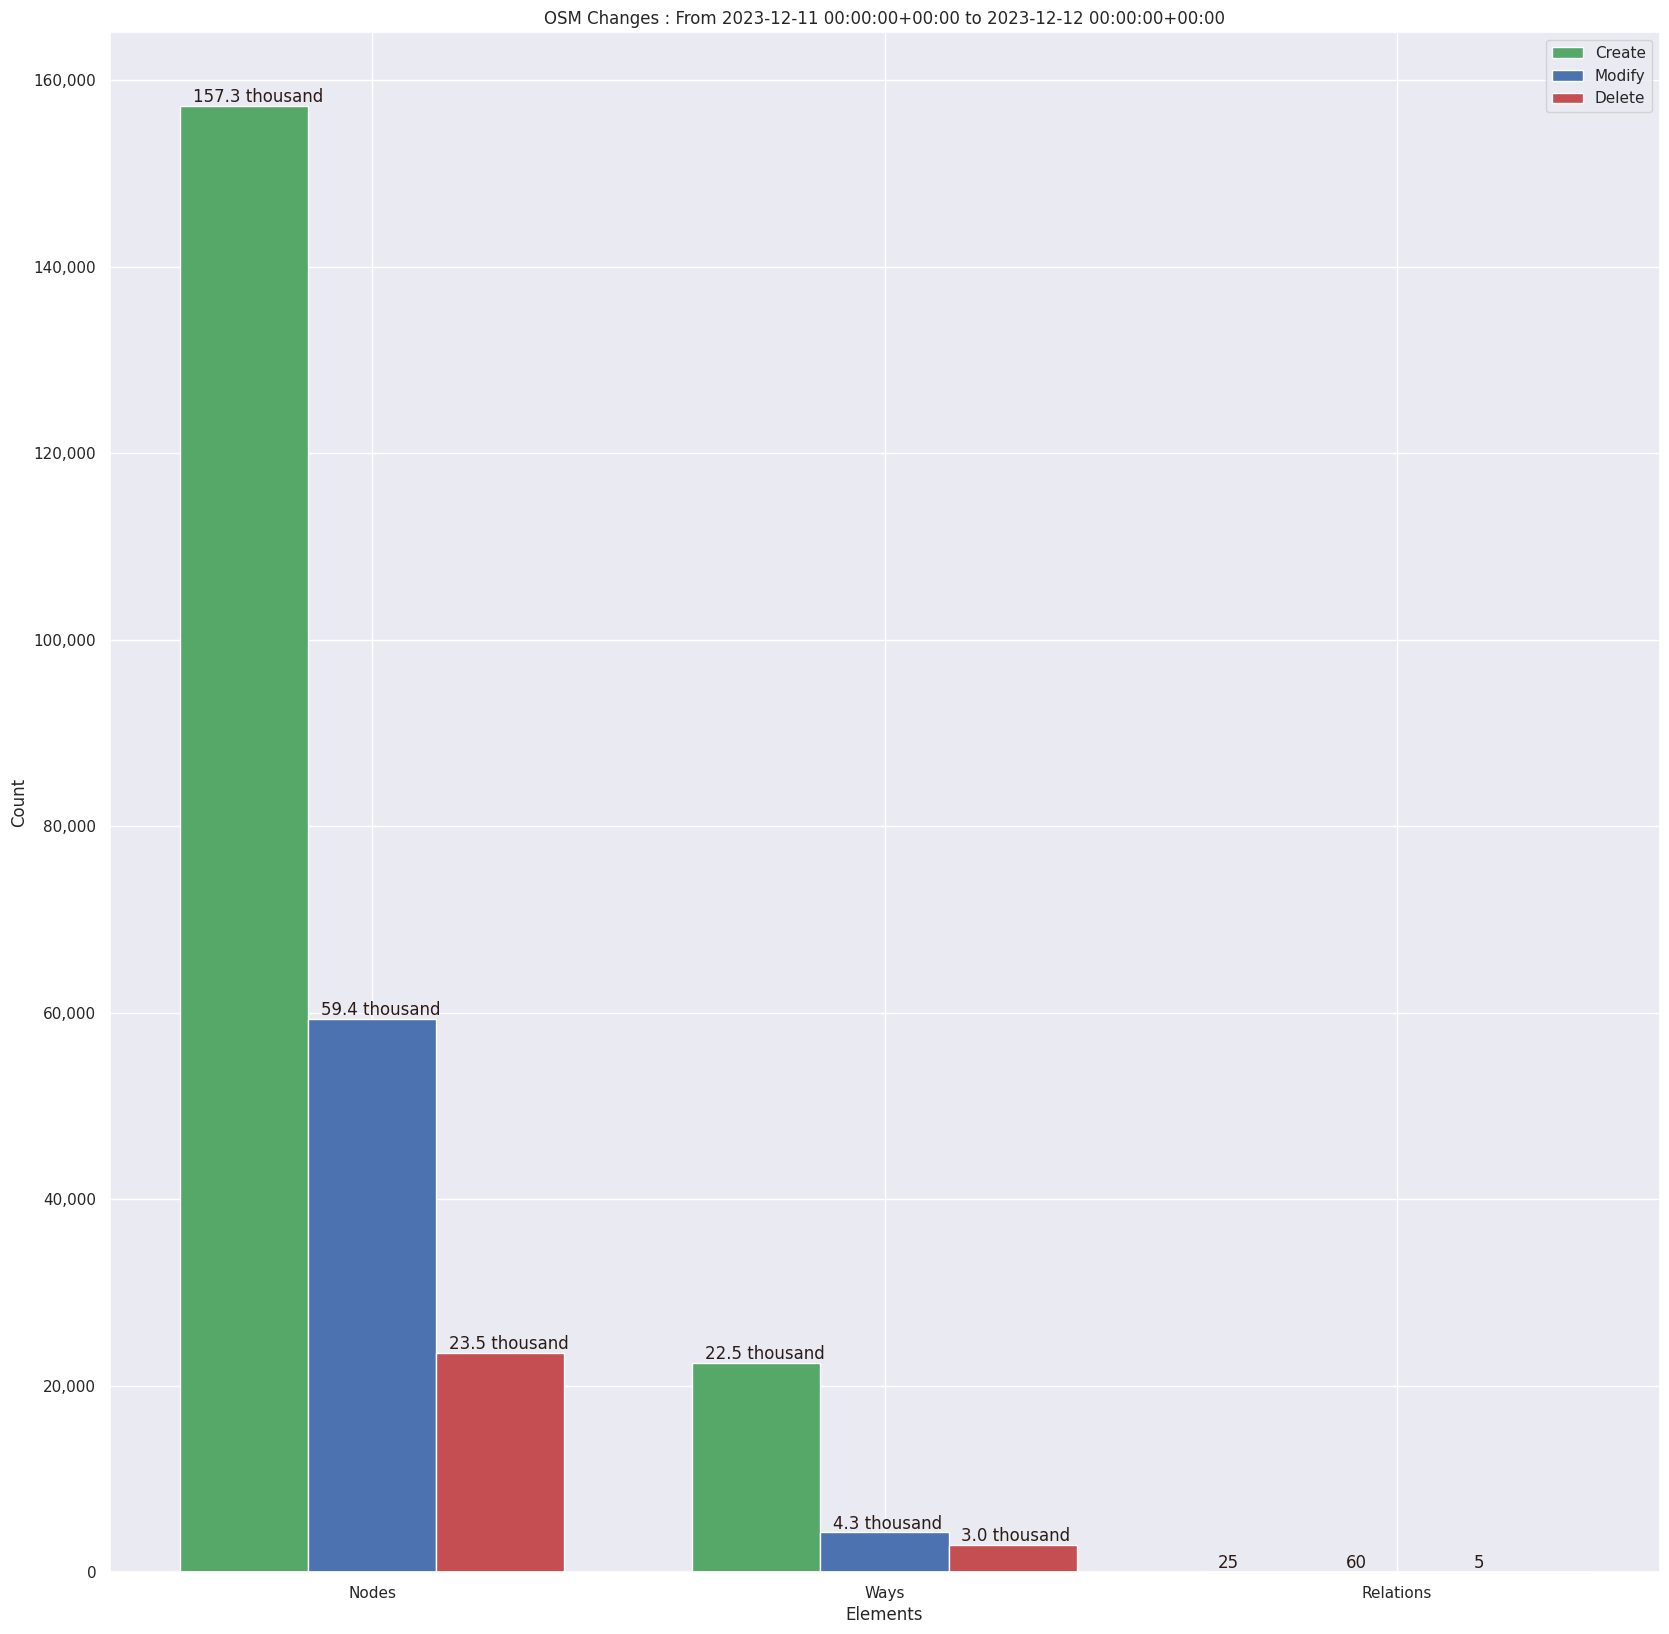 OSM Changes : From 2023-12-11 00:00:00+00:00 to 2023-12-12 00:00:00+00:00
Create
Modify
Delete
160,000
140,000
120,000
100,000
80,000
60,000
40,000
20,000
0
Count
157.3 thousand
59.4 thousand
23.5 thousand
22.5 thousand
4.3 thousand
3.0 thousand
25
60
5
Nodes
Ways
Relations
Elements